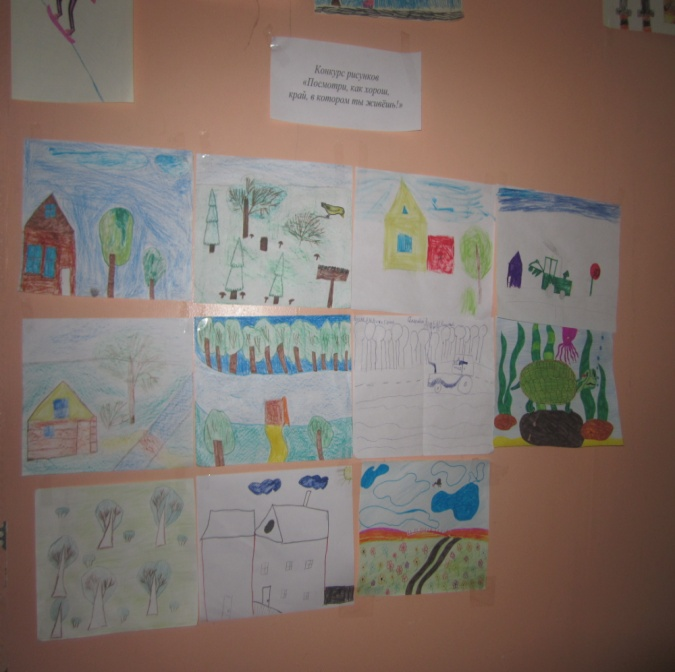 Конкурс рисунков
«Посмотри, как хорош,
край, в котором ты живёшь!»